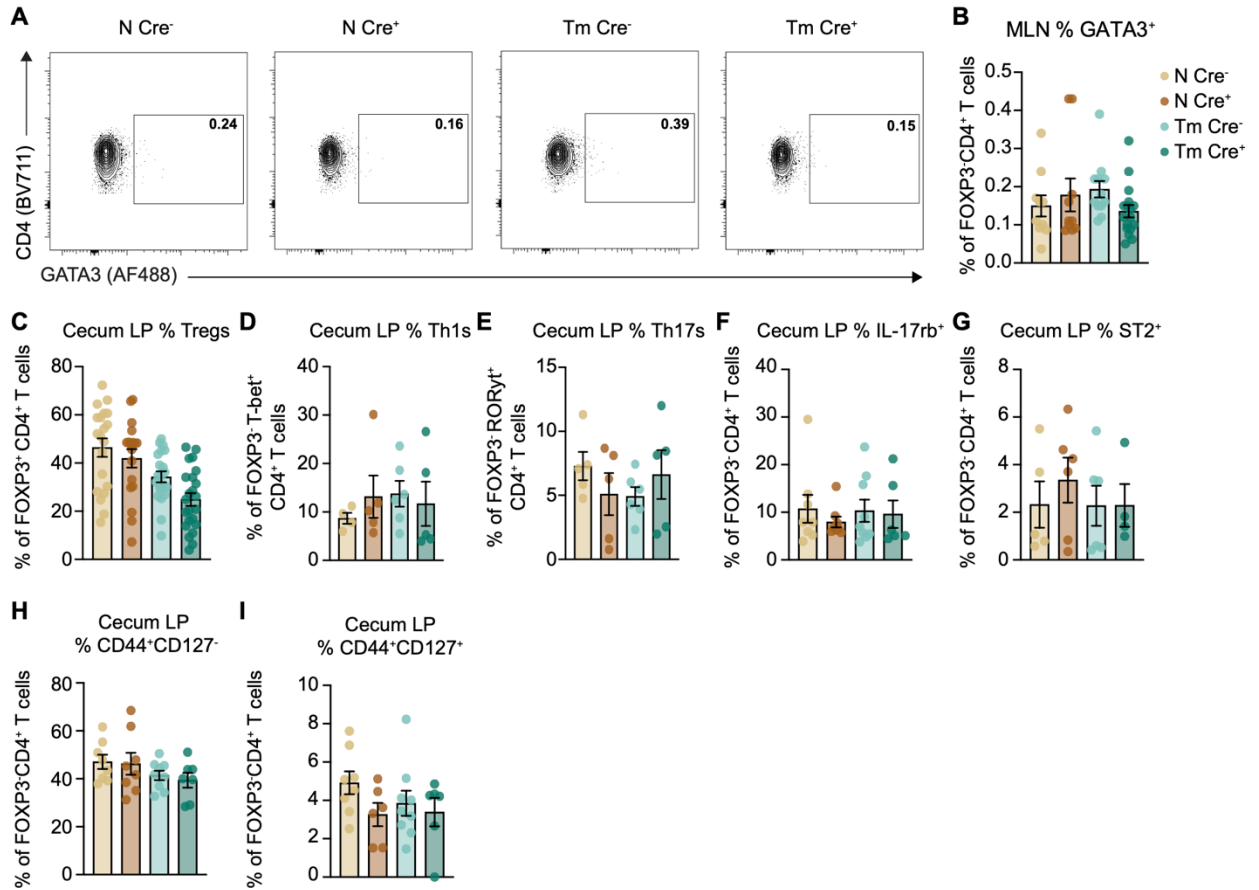 A
N Cre⁻
N Cre⁺
Tm Cre⁻
Tm Cre⁺
0.24
0.16
0.39
0.15
CD4 (BV711)
GATA3 (AF488)
B
MLN % GATA3⁺
% of FOXP3⁻CD4⁺ T cells
0.5
0.4
0.3
0.2
0.1
0.0
N Cre⁻
N Cre⁺
Tm Cre⁻
Tm Cre⁺
C
Cecum LP % Tregs
% of FOXP3⁺ CD4⁺ T cells
80
60
40
20
0
D
Cecum LP % Th1s
% of FOXP3⁻T-bet⁺
CD4⁺ T cells
40
30
20
10
0
E
Cecum LP % Th17s
% of FOXP3⁻RORyt⁺
CD4⁺ T cells
15
10
5
0
F
Cecum LP % IL-17rb⁺
% of FOXP3⁻CD4⁺ T cells
40
30
20
10
0
G
Cecum LP % ST2⁺
% of FOXP3⁻CD4⁺ T cells
8
6
4
2
0
H
Cecum LP
% CD44⁺CD127⁻
% of FOXP3⁻CD4⁺ T cells
80
60
40
20
0
I
Cecum LP
% CD44⁺CD127⁺
% of FOXP3⁻CD4⁺ T cells
10
8
6
4
2
0